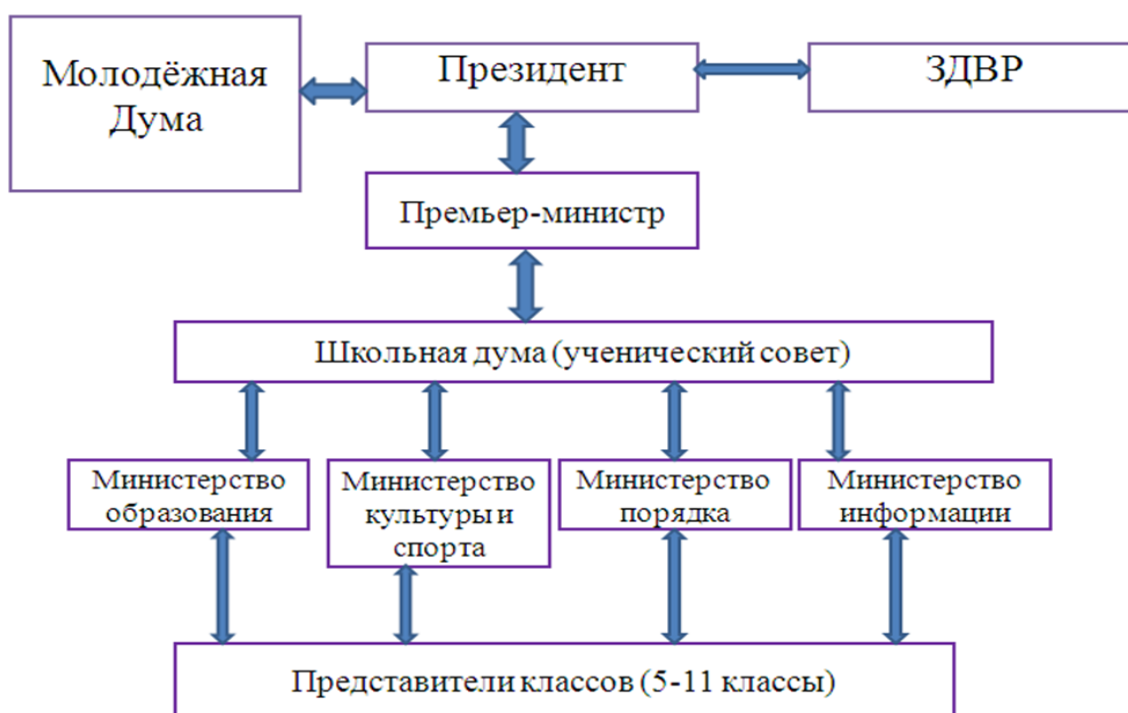 Молодёжная
Дума
Президент
ЗДВР
Премьер-министр
Школьная дума (ученический совет)
Министерство
образования
Министерство
культуры и
спорта
Министерство
порядка
Министерство
информации
Представители классов (5-11 классы)